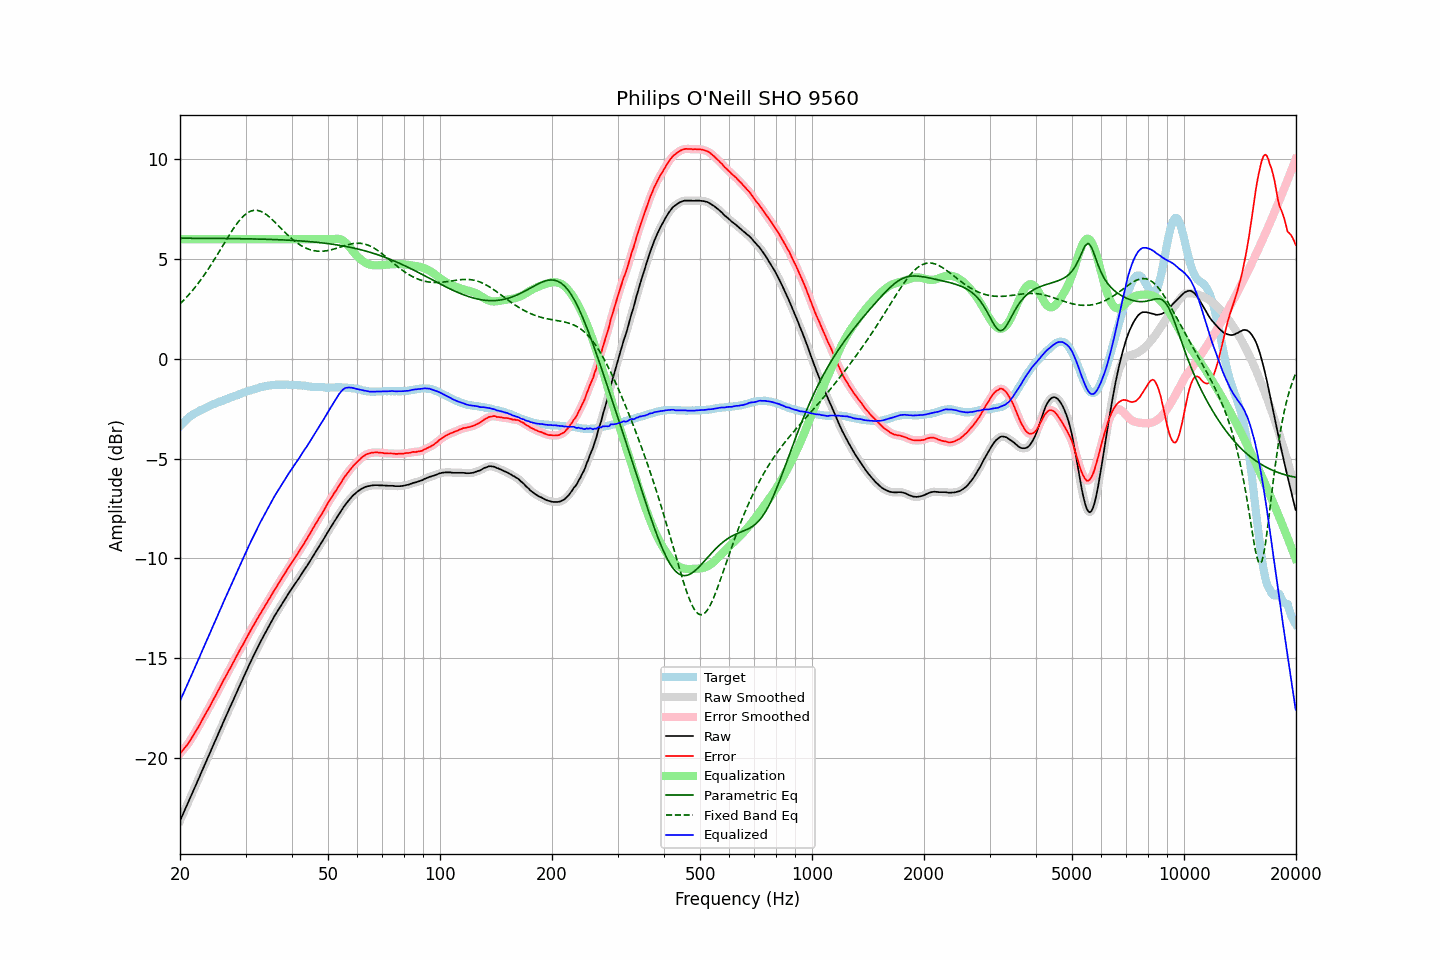 Philips O'Neill SHO 9560
Amplitude (dBr)
10
5
0
−5
−10
−15
−20
Target
Raw Smoothed
Error Smoothed
Raw
Error
Equalization
Parametric Eq
Fixed Band Eq
Equalized
20 50 100 200 500 1000 2000 5000 10000 20000
Frequency (Hz)